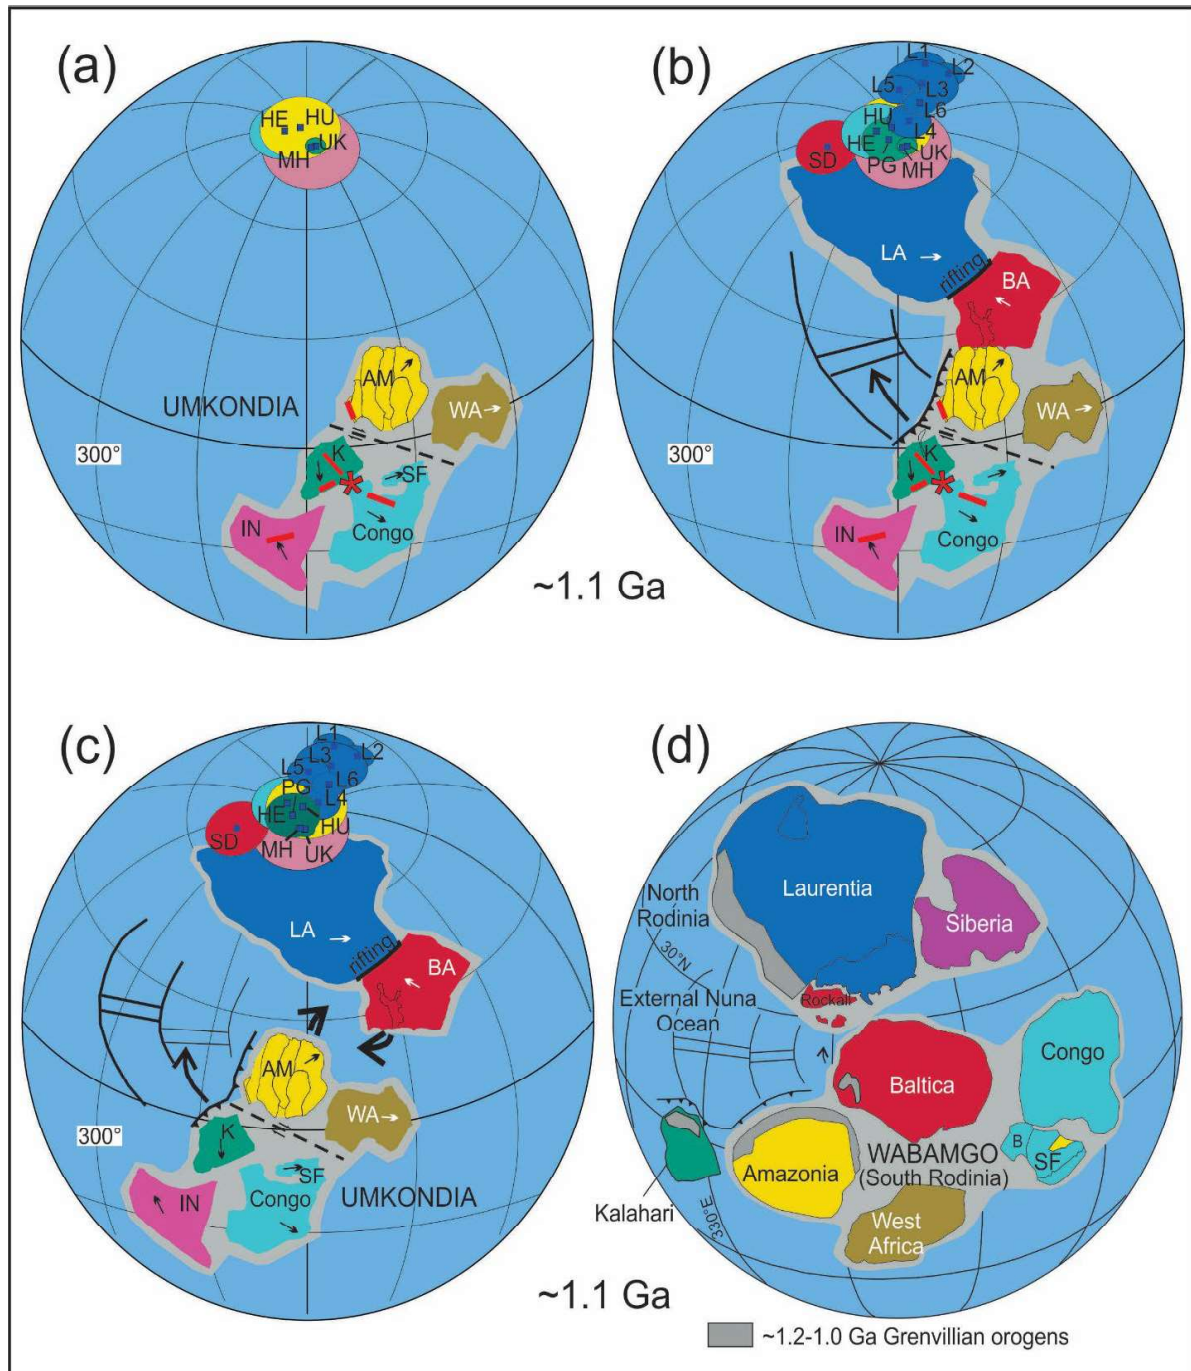 (a)
HE
HU
MH
UK
UMKONDIA
AM
WA
300°
K
SF
IN
Congo
(b)
L1
L2
L5
L3
HU
L6
HE
L4
SD
PG
UK
MH
LA
rifting
BA
AM
WA
300°
K
SF
IN
Congo
~1.1 Ga
(c)
L1
L3
L2
L5
PG
L6
HE
L4
SD
HU
MH
UK
LA
rifting
BA
AM
WA
300°
K
SF
IN
Congo
UMKONDIA
(d)
Laurentia
North
Rodinia
Siberia
30°N
Rockall
External Nuna
Ocean
Congo
Baltica
B
SF
WABAMGO
(South Rodinia)
Amazonia
Kalahari
330°E
West
Africa
~1.1 Ga
~1.2-1.0 Ga Grenvillian orogens